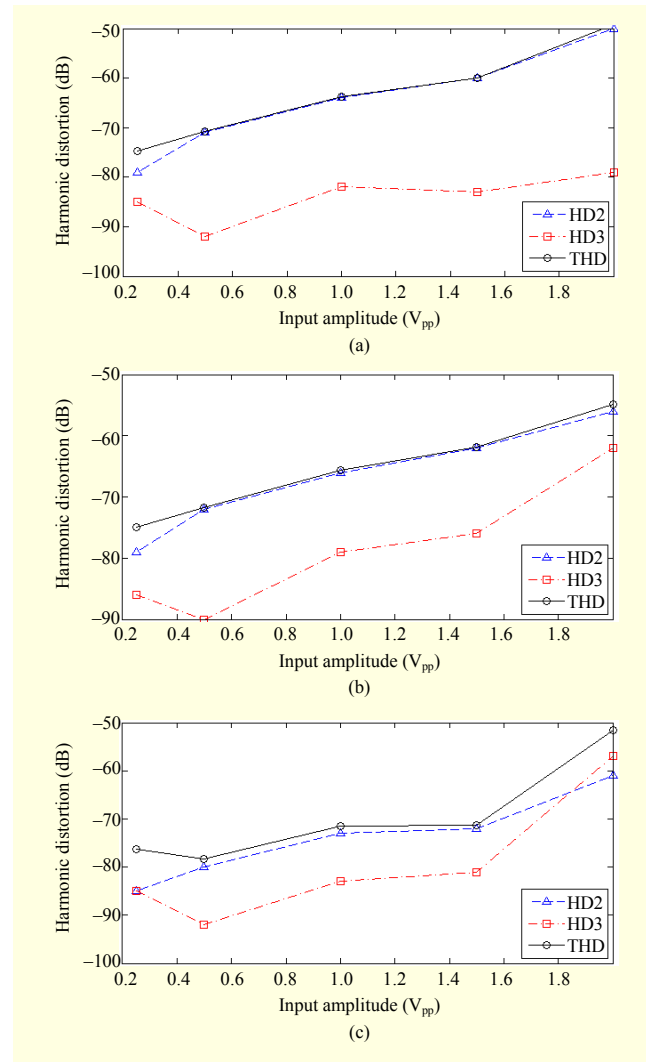 −50
−60
−70
−80
−90
−100
Harmonic distortion (dB)
HD2
HD3
THD
0.2 0.4 0.6 0.8 1.0 1.2 1.4 1.6 1.8
Input amplitude (Vpp)
(a)
−50
−60
−70
−80
−90
Harmonic distortion (dB)
HD2
HD3
THD
0.2 0.4 0.6 0.8 1.0 1.2 1.4 1.6 1.8
Input amplitude (Vpp)
(b)
−50
−60
−70
−80
−90
−100
Harmonic distortion (dB)
HD2
HD3
THD
0.2 0.4 0.6 0.8 1.0 1.2 1.4 1.6 1.8
Input amplitude (Vpp)
(c)